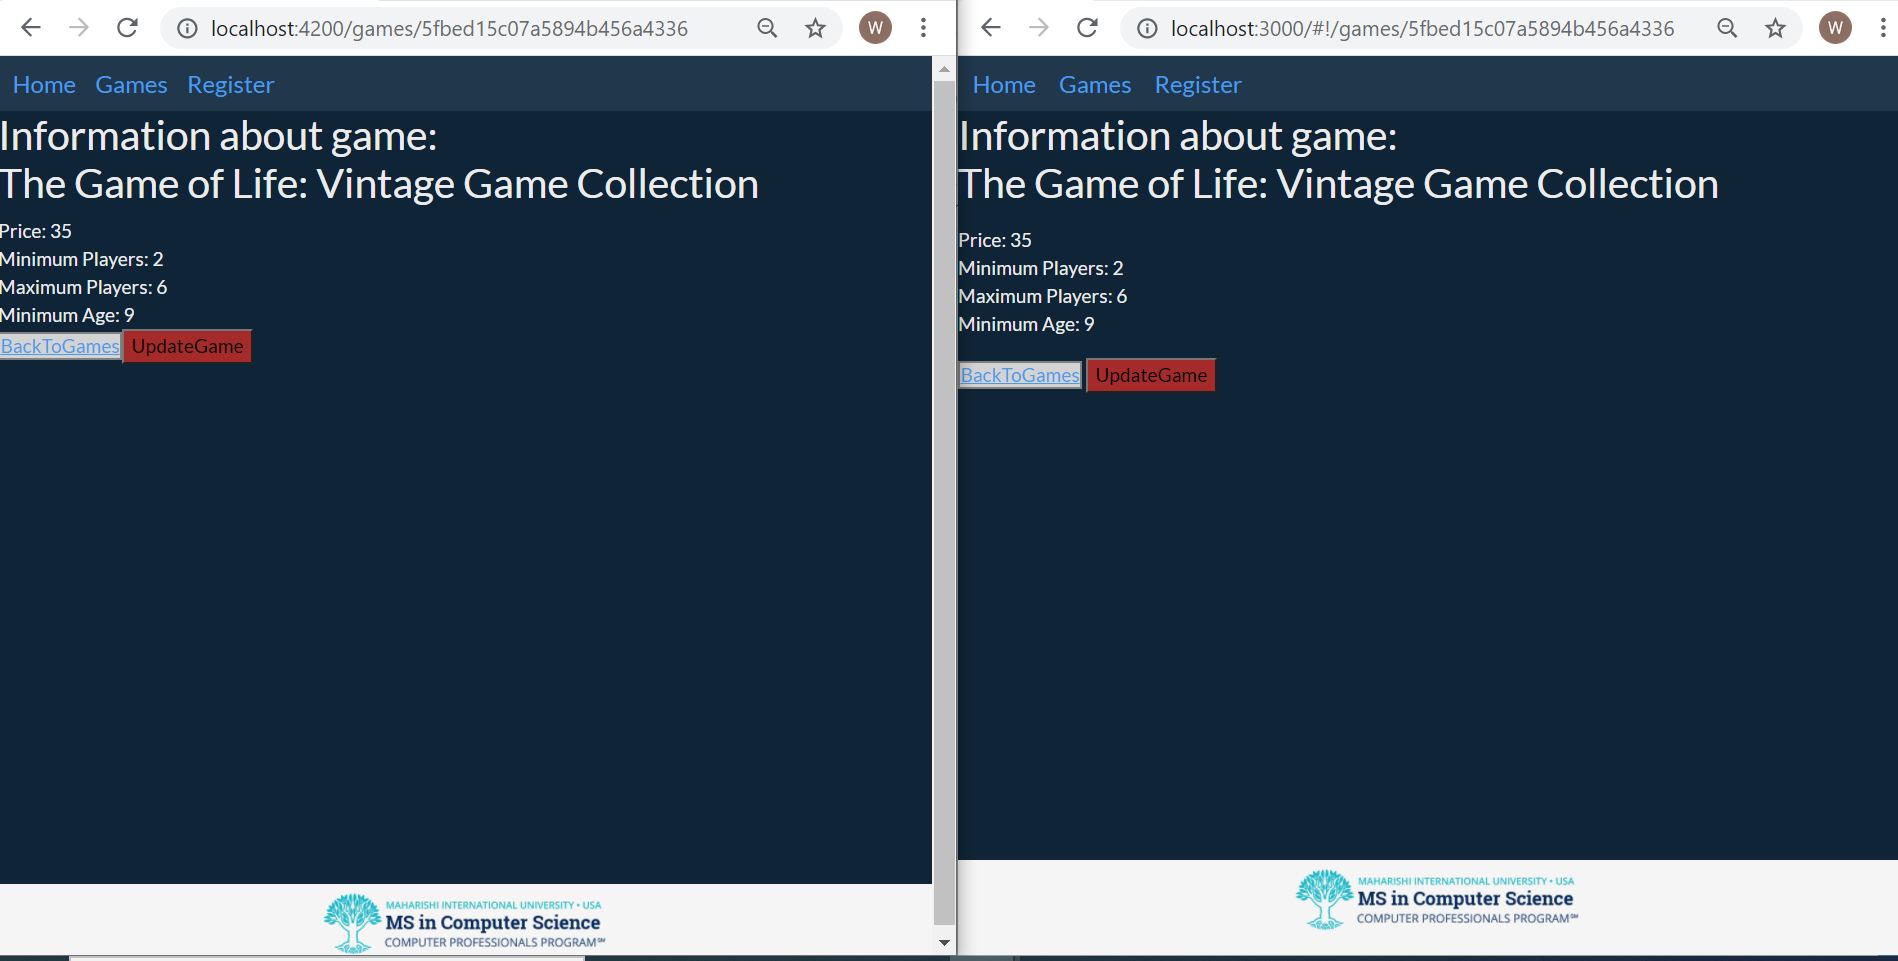 localhost:4200/games/5fbed15c07a5894b456a4336
W
Home Games Register
Information about game:
The Game of Life: Vintage Game Collection
Price: 35
Minimum Players: 2
Maximum Players: 6
Minimum Age: 9
BackToGames UpdateGame
MAHARISHI INTERNATIONAL UNIVERSITY • USA
MS in Computer Science
COMPUTER PROFESSIONALS PROGRAM℠
localhost:3000/#!/games/5fbed15c07a5894b456a4336
W
Home Games Register
Information about game:
The Game of Life: Vintage Game Collection
Price: 35
Minimum Players: 2
Maximum Players: 6
Minimum Age: 9
BackToGames UpdateGame
MAHARISHI INTERNATIONAL UNIVERSITY • USA
MS in Computer Science
COMPUTER PROFESSIONALS PROGRAM℠